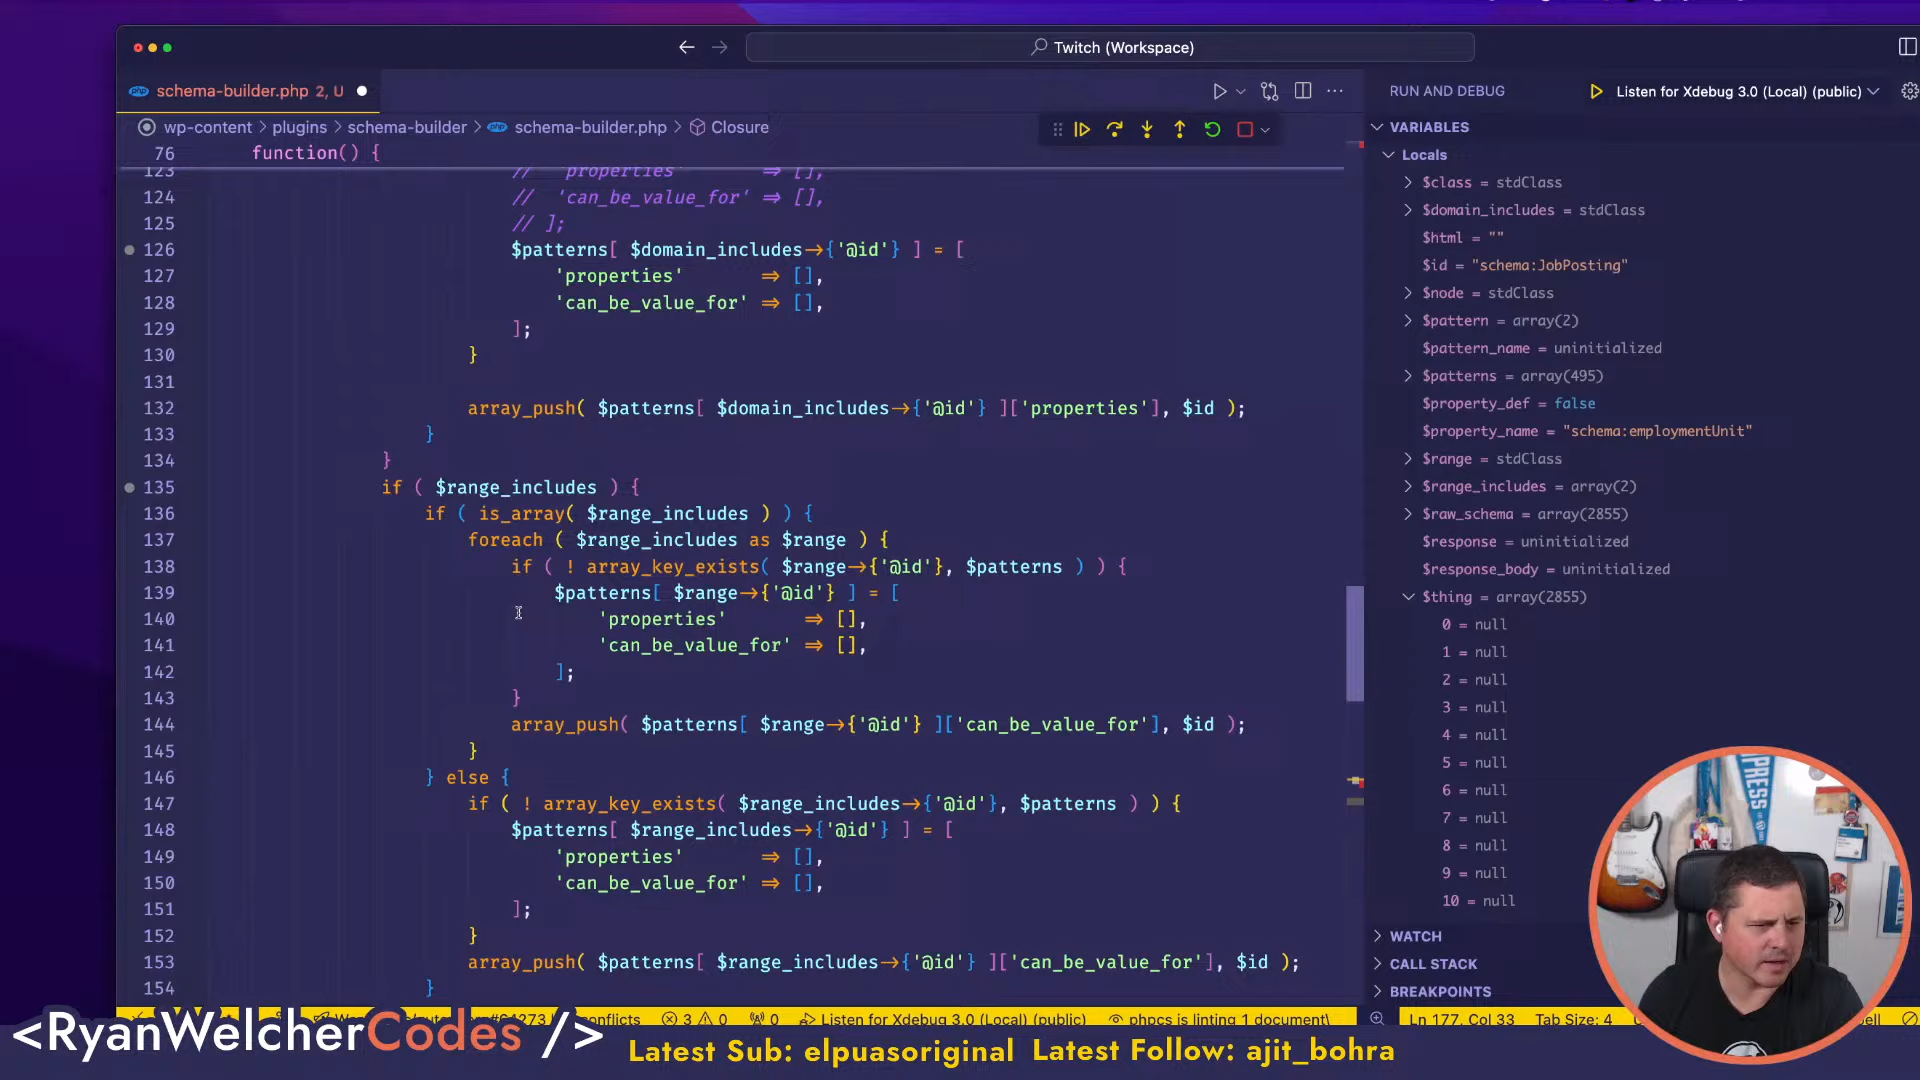 Twitch (Workspace)
schema-builder.php 2, U
RUN AND DEBUG
Listen for Xdebug 3.0 (Local) (public)
wp-content > plugins > schema-builder > schema-builder.php > Closure
76 function() {
123 // 'properties' => [],
124 // 'can_be_value_for' => [],
125 // ];
126 $patterns[ $domain_includes->{'@id'} ] = [
127 'properties' => [],
128 'can_be_value_for' => [],
129 ];
130 }
131
132 array_push( $patterns[ $domain_includes->{'@id'} ]['properties'], $id );
133 }
134 }
135 if ( $range_includes ) {
136 if ( is_array( $range_includes ) ) {
137 foreach ( $range_includes as $range ) {
138 if ( ! array_key_exists( $range->{'@id'}, $patterns ) ) {
139 $patterns[ $range->{'@id'} ] = [
140 'properties' => [],
141 'can_be_value_for' => [],
142 ];
143 }
144 array_push( $patterns[ $range->{'@id'} ]['can_be_value_for'], $id );
145 }
146 } else {
147 if ( ! array_key_exists( $range_includes->{'@id'}, $patterns ) ) {
148 $patterns[ $range_includes->{'@id'} ] = [
149 'properties' => [],
150 'can_be_value_for' => [],
151 ];
152 }
153 array_push( $patterns[ $range_includes->{'@id'} ]['can_be_value_for'], $id );
154 }
VARIABLES
Locals
$class = stdClass
$domain_includes = stdClass
$html = ""
$id = "schema:JobPosting"
$node = stdClass
$pattern = array(2)
$pattern_name = uninitialized
$patterns = array(495)
$property_def = false
$property_name = "schema:employmentUnit"
$range = stdClass
$range_includes = array(2)
$raw_schema = array(2855)
$response = uninitialized
$response_body = uninitialized
$thing = array(2855)
0 = null
1 = null
2 = null
3 = null
4 = null
5 = null
6 = null
7 = null
8 = null
9 = null
10 = null
WATCH
CALL STACK
BREAKPOINTS
PRESS
3 0 0 Listen for Xdebug 3.0 (Local) (public) phpcs is linting 1 document\ Ln 177, Col 33 Tab Size: 4
<RyanWelcherCodes />
Latest Sub: elpuasoriginal Latest Follow: ajit_bohra